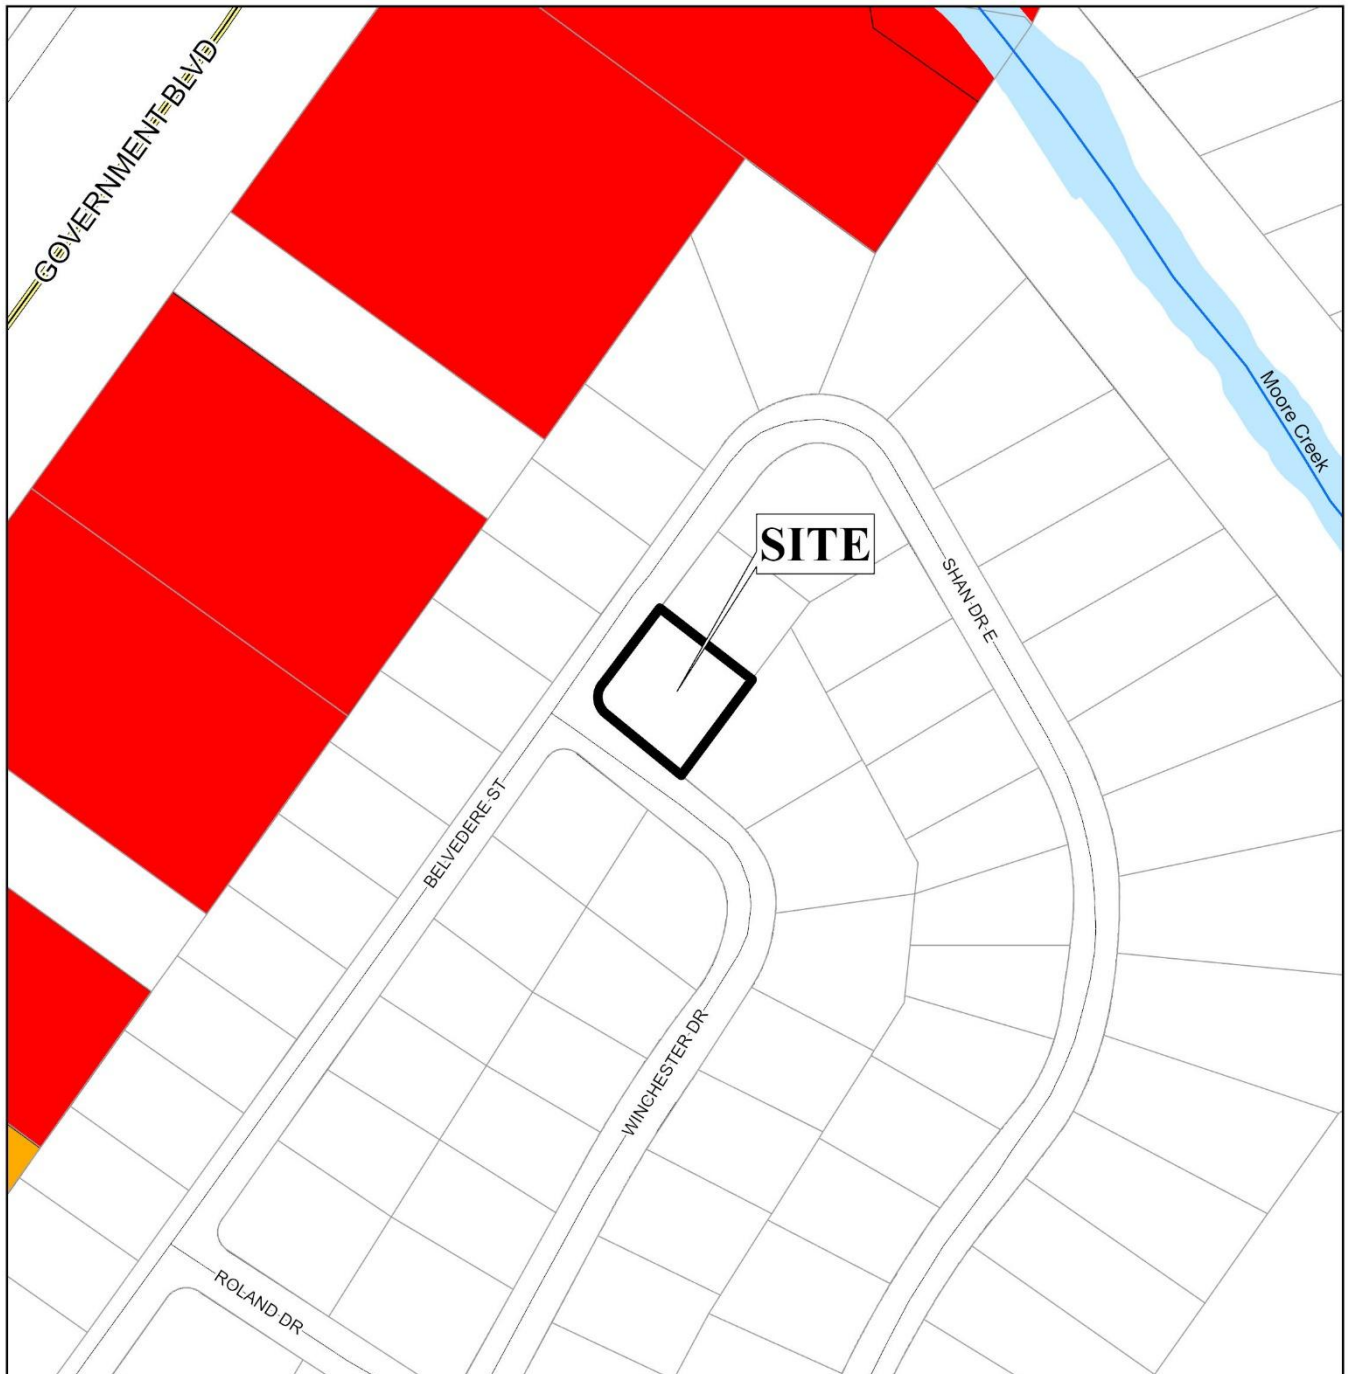 GOVERNMENT BLVD
Moore Creek
SITE
SHAN DR E
BELVEDERE ST
WINCHESTER DR
ROLAND DR